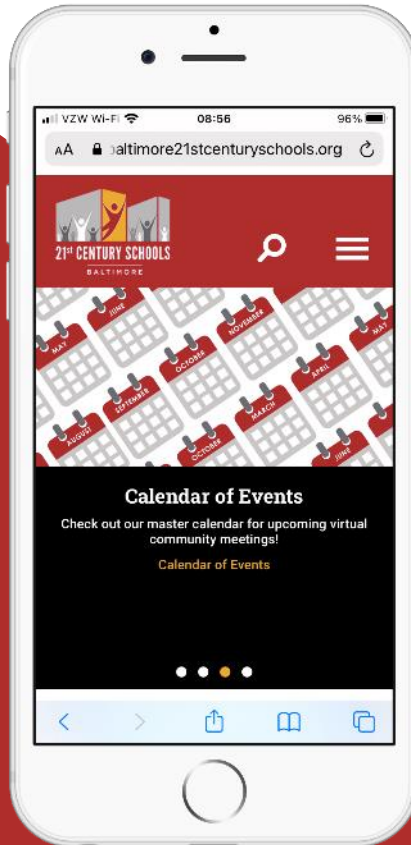 VZW Wi-Fi 08:56 96%
AA altimore21stcenturyschools.org
21st CENTURY SCHOOLS
BALTIMORE
JUNE
MAY
NOVEMBER
OCTOBER
MAY
SEPTEMBER
APRIL
AUGUST
MARCH
OCTOBER
JUNE
Calendar of Events
Check out our master calendar for upcoming virtual
community meetings!
Calendar of Events